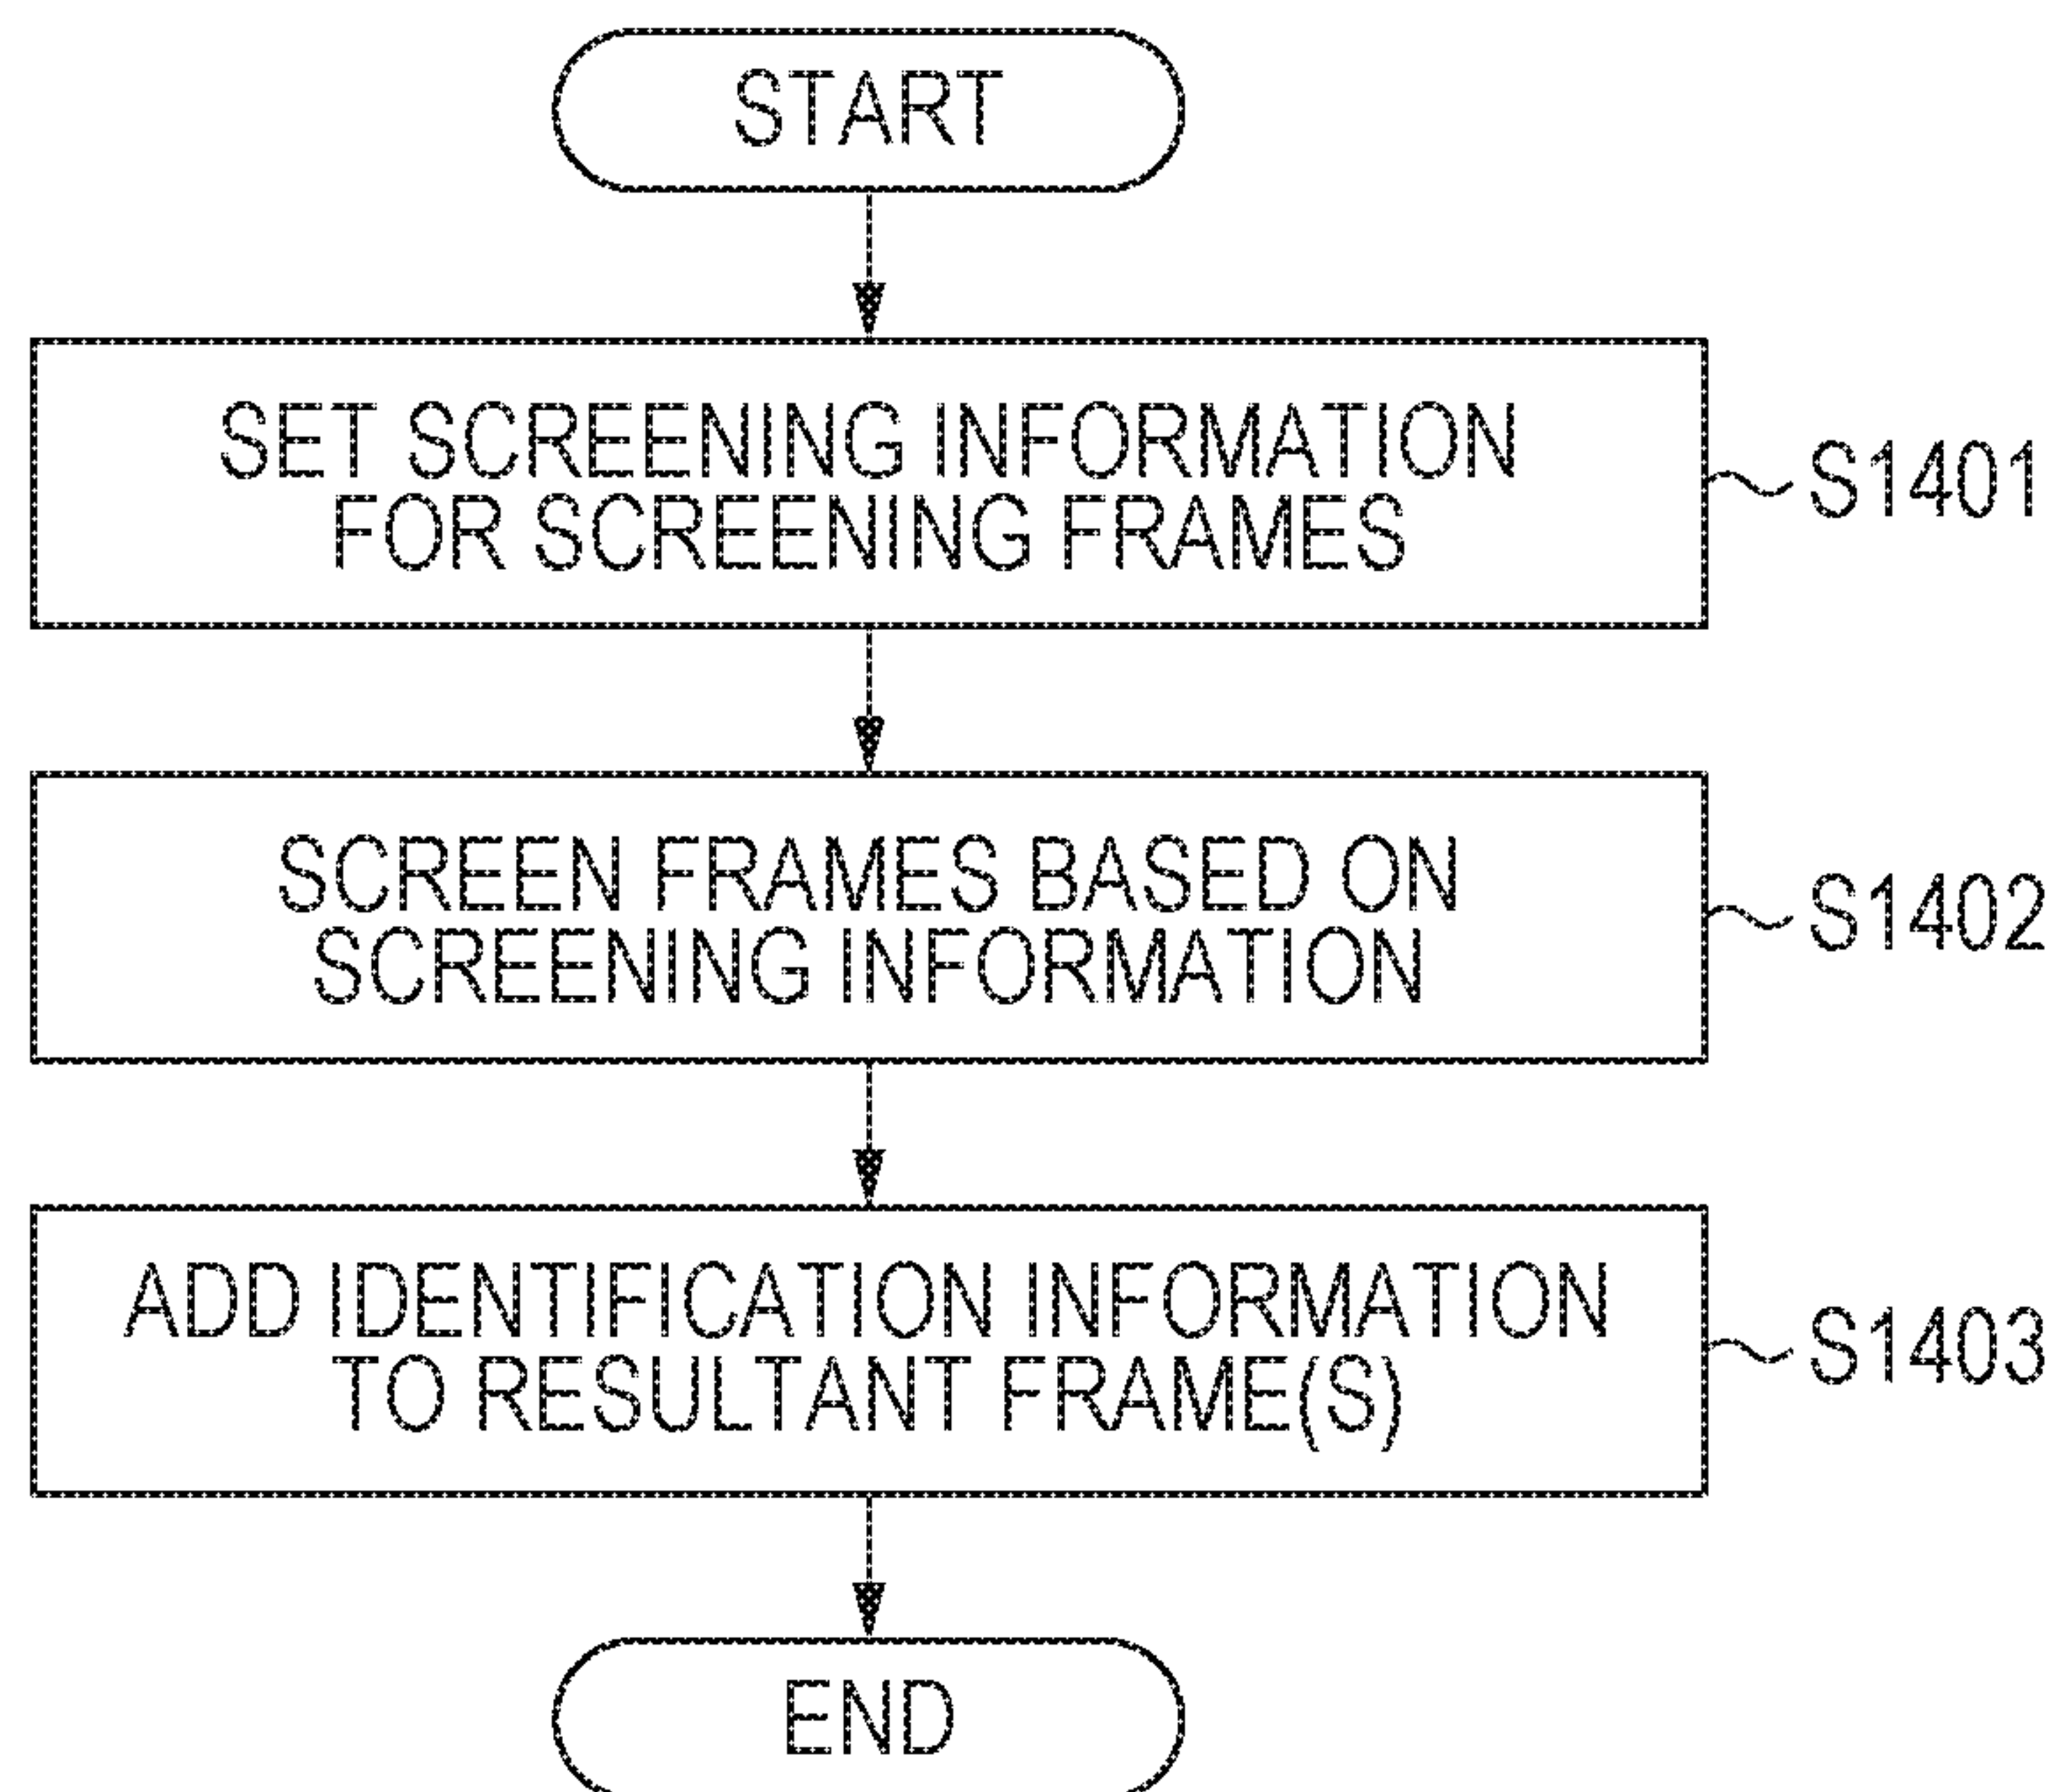 START
SET SCREENING INFORMATION
FOR SCREENING FRAMES
S1401
SCREEN FRAMES BASED ON
SCREENING INFORMATION
S1402
ADD IDENTIFICATION INFORMATION
TO RESULTANT FRAME(S)
S1403
END